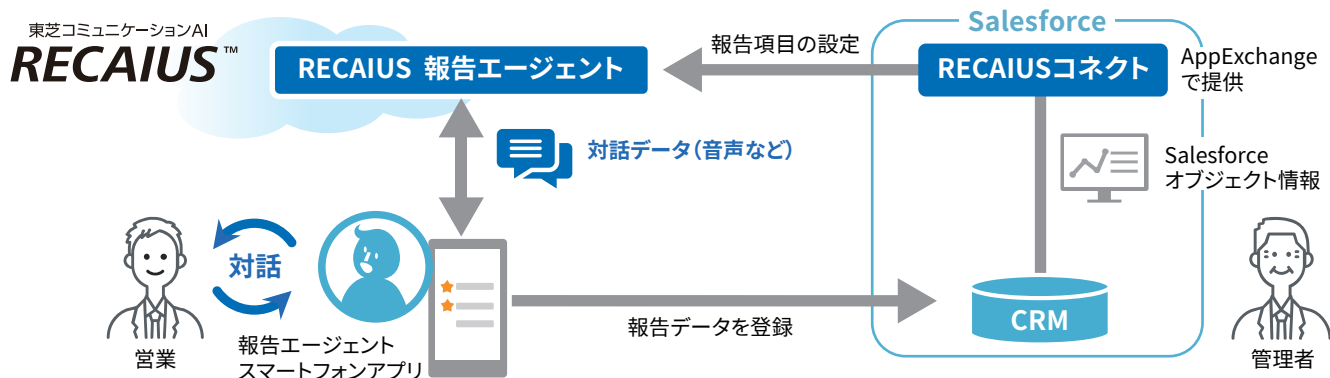 東芝コミュニケーションAI
RECAIUS™
RECAIUS 報告エージェント
報告項目の設定
Salesforce
RECAIUSコネクト
AppExchange
で提供
対話データ(音声など)
Salesforce
オブジェクト情報
対話
営業
報告エージェント
スマートフォンアプリ
報告データを登録
CRM
管理者